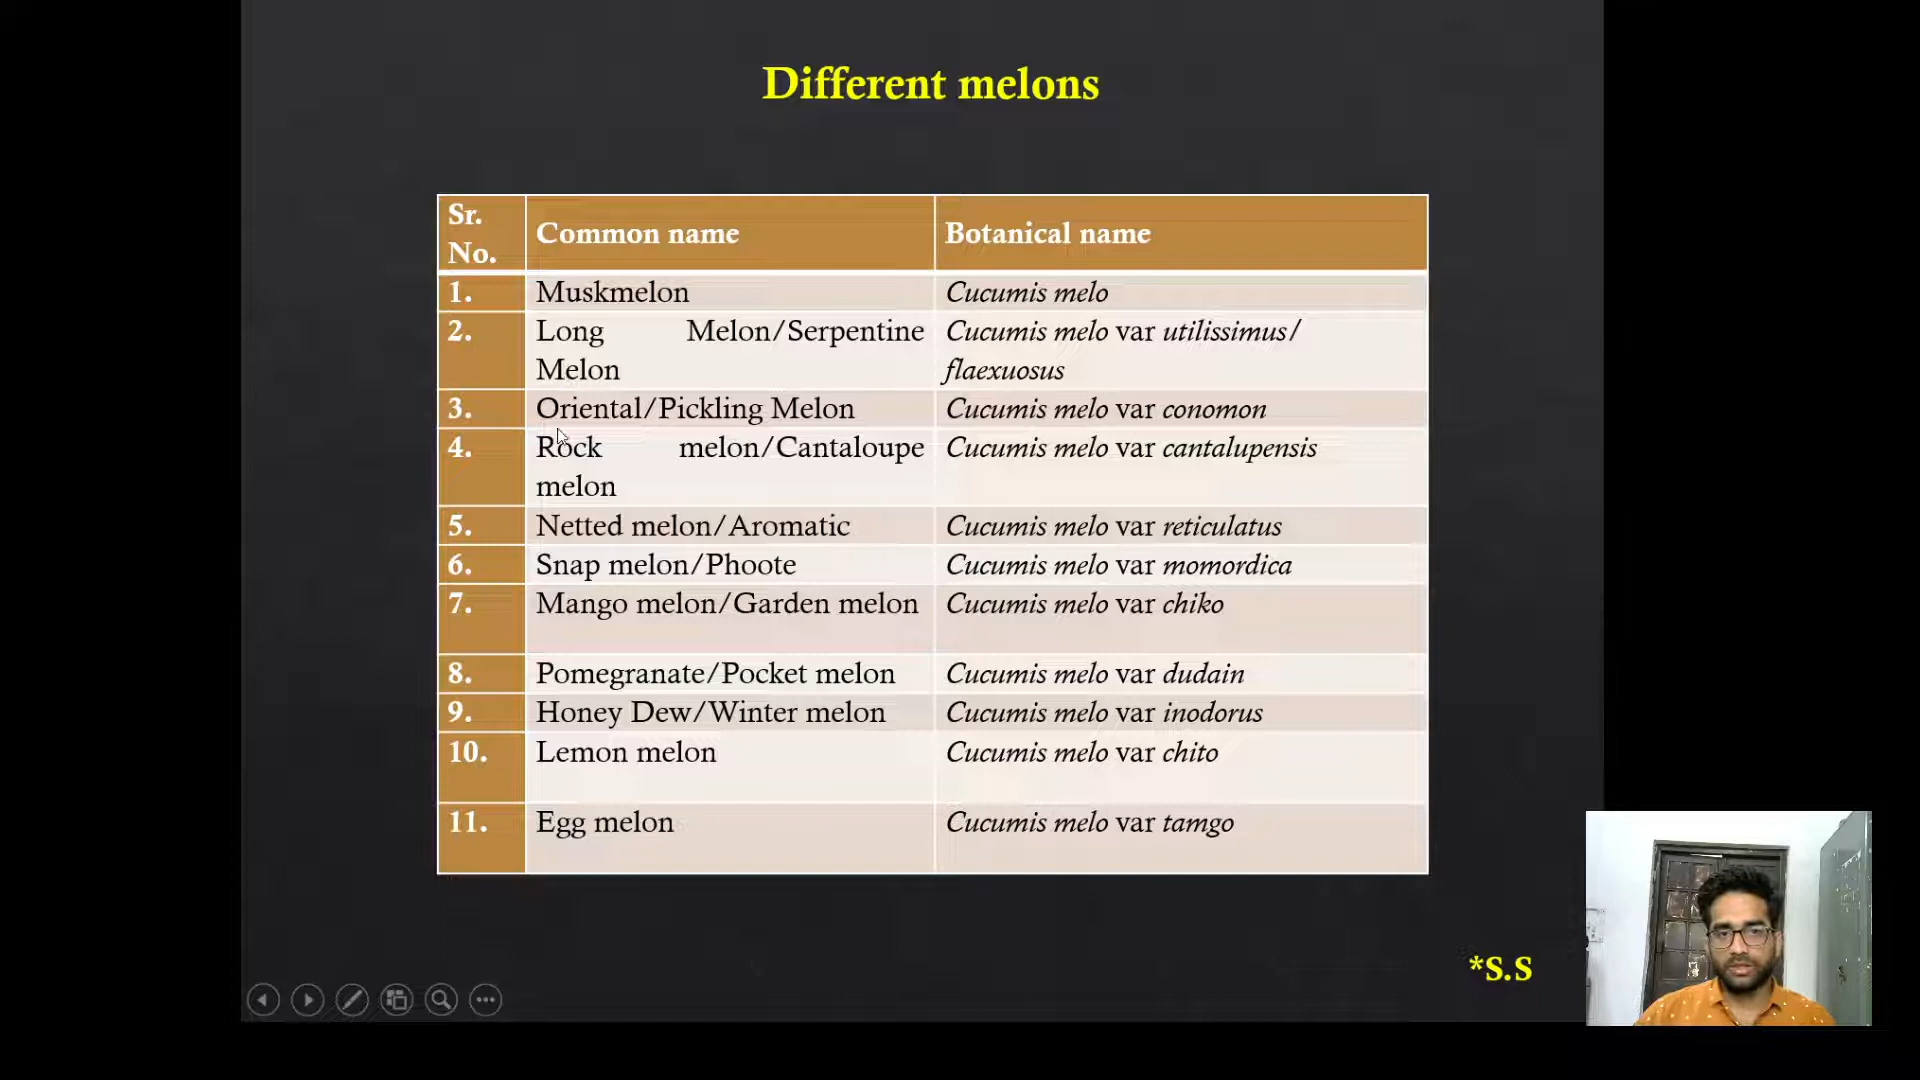 Different melons
Sr.
No.
Common name
Botanical name
1.
Muskmelon
Cucumis melo
2.
Long Melon/Serpentine
Melon
Cucumis melo var utilissimus/
flaexuosus
3.
Oriental/Pickling Melon
Cucumis melo var conomon
4.
Rock melon/Cantaloupe
melon
Cucumis melo var cantalupensis
5.
Netted melon/Aromatic
Cucumis melo var reticulatus
6.
Snap melon/Phoote
Cucumis melo var momordica
7.
Mango melon/Garden melon
Cucumis melo var chiko
8.
Pomegranate/Pocket melon
Cucumis melo var dudain
9.
Honey Dew/Winter melon
Cucumis melo var inodorus
10.
Lemon melon
Cucumis melo var chito
11.
Egg melon
Cucumis melo var tamgo
*S.S